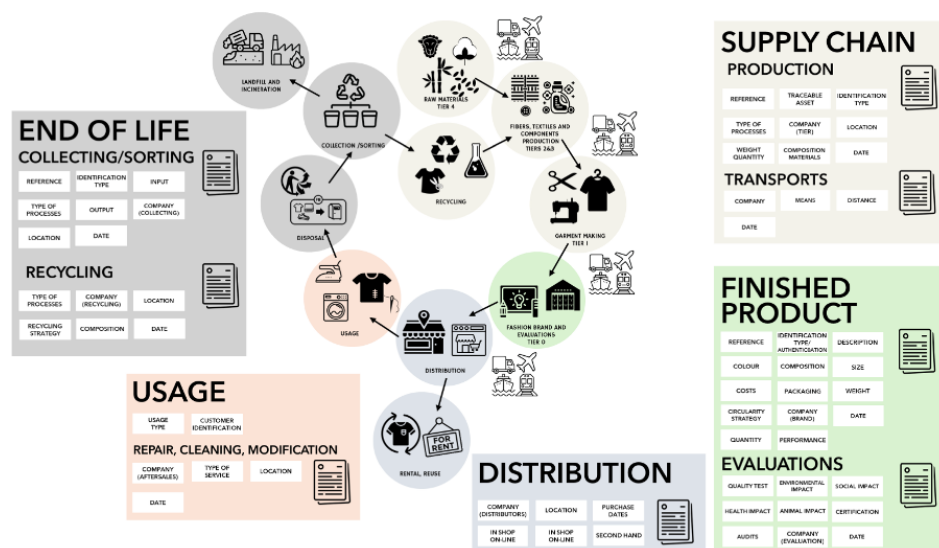 LANDFILL AND
INCINERATION
COLLECTION /SORTING
DISPOSAL
RAW MATERIALS
TIER 4
FIBERS, TEXTILES AND
COMPONENTS
PRODUCTION
TIERS 2&3
RECYCLING
GARMENT MAKING
TIER 1
FASHION BRAND AND
EVALUATIONS
TIER 0
USAGE
DISTRIBUTION
FOR
RENT
RENTAL, REUSE
END OF LIFE
COLLECTING/SORTING
REFERENCE
IDENTIFICATION
TYPE
INPUT
TYPE OF
PROCESSES
OUTPUT
COMPANY
(COLLECTING)
LOCATION
DATE
RECYCLING
TYPE OF
PROCESSES
COMPANY
(RECYCLING)
LOCATION
RECYCLING
STRATEGY
COMPOSITION
DATE
USAGE
USAGE
TYPE
CUSTOMER
IDENTIFICATION
REPAIR, CLEANING, MODIFICATION
COMPANY
(AFTERSALES)
TYPE OF
SERVICE
LOCATION
DATE
DISTRIBUTION
COMPANY
(DISTRIBUTORS)
LOCATION
PURCHASE
DATES
IN SHOP
ON-LINE
IN SHOP
ON-LINE
SECOND HAND
SUPPLY CHAIN
PRODUCTION
REFERENCE
TRACEABLE
ASSET
IDENTIFICATION
TYPE
TYPE OF
PROCESSES
COMPANY
(TIER)
LOCATION
WEIGHT
QUANTITY
COMPOSITION
MATERIALS
DATE
TRANSPORTS
COMPANY
MEANS
DISTANCE
DATE
FINISHED
PRODUCT
REFERENCE
IDENTIFICATION
TYPE/
AUTHENTICATION
DESCRIPTION
COLOUR
COMPOSITION
SIZE
COSTS
PACKAGING
WEIGHT
CIRCULARITY
STRATEGY
COMPANY
(BRAND)
DATE
QUANTITY
PERFORMANCE
EVALUATIONS
QUALITY TEST
ENVIRONMENTAL
IMPACT
SOCIAL IMPACT
HEALTH IMPACT
ANIMAL IMPACT
CERTIFICATION
AUDITS
COMPANY
(EVALUATION)
DATE